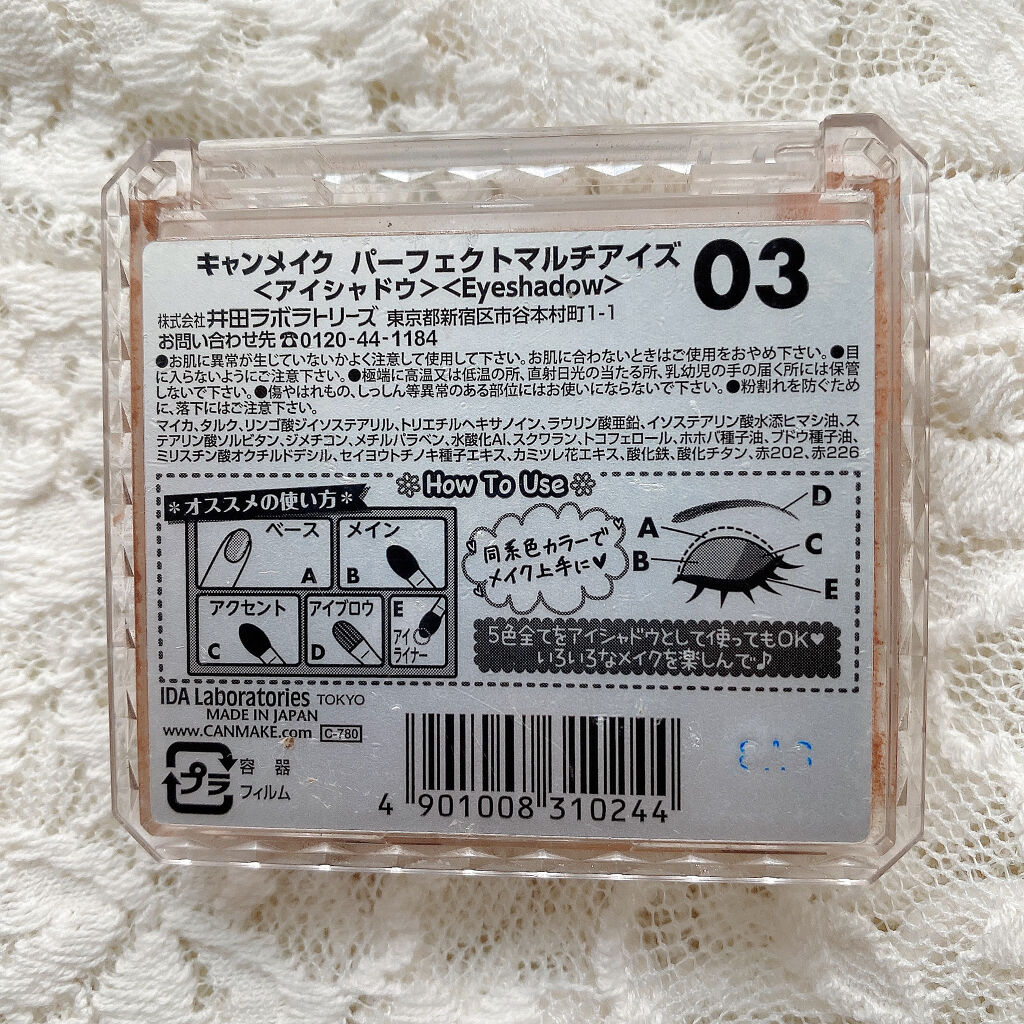 キャンメイク パーフェクトマルチアイズ 03
<アイシャドウ><Eyeshadow>
株式会社井田ラボラトリーズ 東京都新宿区市谷本村町1-1
お問い合わせ先☎0120-44-1184
●お肌に異常が生じていないかよく注意して使用して下さい。お肌に合わないときはご使用をおやめ下さい。●目
に入らないようにご注意下さい。●極端に高温又は低温の所、直射日光の当たる所、乳幼児の手の届く所には保管
しないで下さい。●傷やはれもの、しっしん等異常のある部位にはお使いにならないで下さい。●粉割れを防ぐため
に、落下にはご注意下さい。
マイカ、タルク、リンゴ酸ジイソステアリル、トリエチルヘキサノイン、ラウリン酸亜鉛、イソステアリン酸水添ヒマシ油、ス
テアリン酸ソルビタン、ジメチコン、メチルパラベン、水酸化Al、スクワラン、トコフェロール、ホホバ種子油、ブドウ種子油、
ミリスチン酸オクチルドデシル、セイヨウトチノキ種子エキス、カミツレ花エキス、酸化鉄、酸化チタン、赤202、赤226
How To Use
*オススメの使い方*
ベース
A
メイン
B
アクセント
C
アイブロウ
D
E
アイ
ライナー
同系色カラーで
メイク上手に♥
A
B
D
C
E
5色全てをアイシャドウとして使ってもOK♥
いろいろなメイクを楽しんで♪
IDA Laboratories TOKYO
MADE IN JAPAN
www.CANMAKE.com C-780
プラ
容 器
フィルム
4 901008 310244